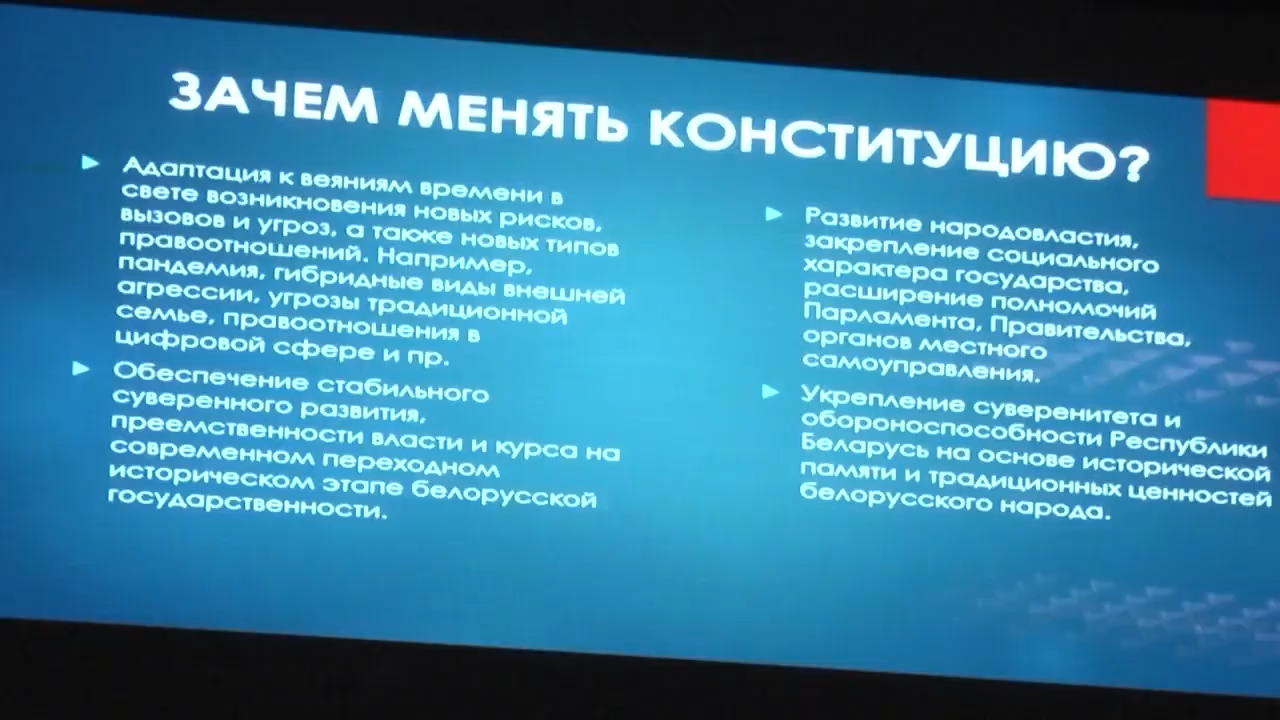 ЗАЧЕМ МЕНЯТЬ КОНСТИТУЦИЮ?
Адаптация к веяниям времени в
свете возникновения новых рисков,
вызовов и угроз, а также новых типов
правоотношений. Например,
пандемия, гибридные виды внешней
агрессии, угрозы традиционной
семье, правоотношения в
цифровой сфере и пр.
Обеспечение стабильного
суверенного развития,
преемственности власти и курса на
современном переходном
историческом этапе белорусской
государственности.
Развитие народовластия,
закрепление социального
характера государства,
расширение полномочий
Парламента, Правительства,
органов местного
самоуправления.
Укрепление суверенитета и
обороноспособности Республики
Беларусь на основе исторической
памяти и традиционных ценностей
белорусского народа.